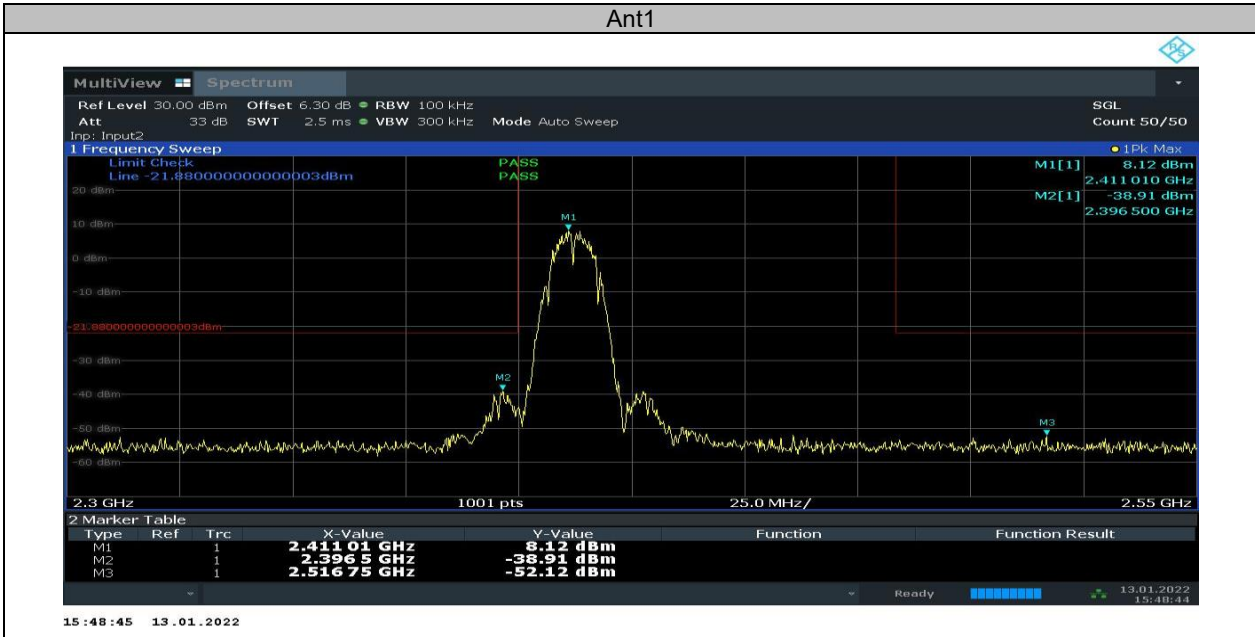 Ant1
R&S
MultiView Spectrum
Ref Level 30.00 dBm Offset 6.30 dB RBW 100 kHz SGL
Att 33 dB SWT 2.5 ms VBW 300 kHz Mode Auto Sweep Count 50/50
Inp: Input2
1 Frequency Sweep 1Pk Max
Limit Check PASS M1[1] 8.12 dBm
Line -21.880000000000003dBm PASS 2.411 010 GHz
20 dBm M2[1] -38.91 dBm
2.396 500 GHz
M1
10 dBm
0 dBm
-10 dBm
-21.880000000000003dBm
-30 dBm
M2
-40 dBm
M3
-50 dBm
-60 dBm
2.3 GHz 1001 pts 25.0 MHz/ 2.55 GHz
2 Marker Table
Type Ref Trc X-Value Y-Value Function Function Result
M1 1 2.411 01 GHz 8.12 dBm
M2 1 2.396 5 GHz -38.91 dBm
M3 1 2.516 75 GHz -52.12 dBm
Ready 13.01.2022
15:48:44
15:48:45 13.01.2022